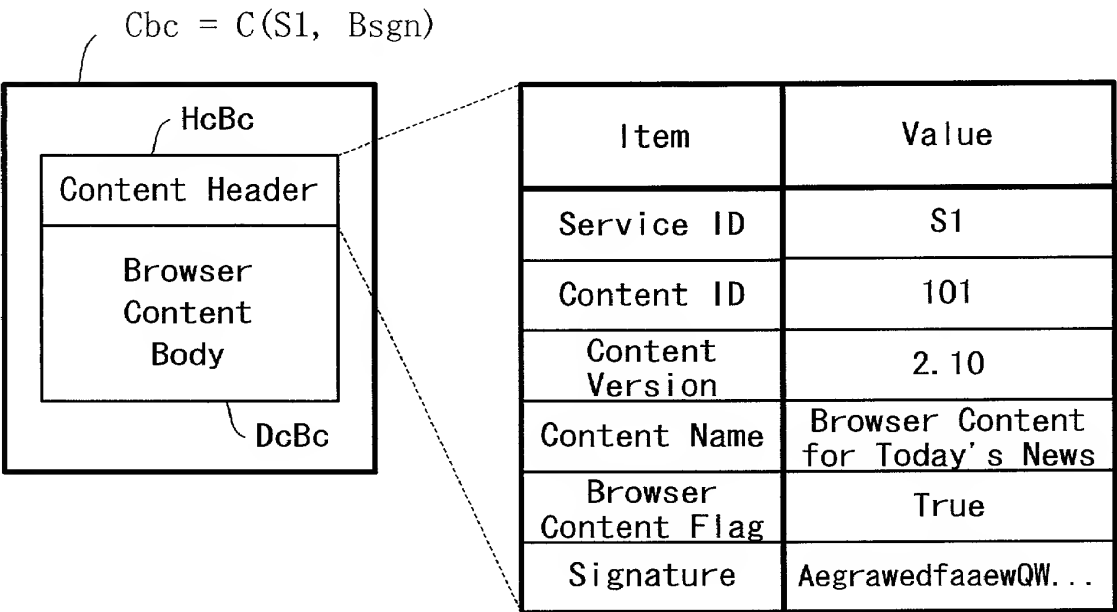 Cbc = C(S1, Bsgn)
HcBc
Content Header
Browser
Content
Body
DcBc
Item
Value
Service ID
S1
Content ID
101
Content
Version
2.10
Content Name
Browser Content
for Today's News
Browser
Content Flag
True
Signature
AegrawedfaaewQW...